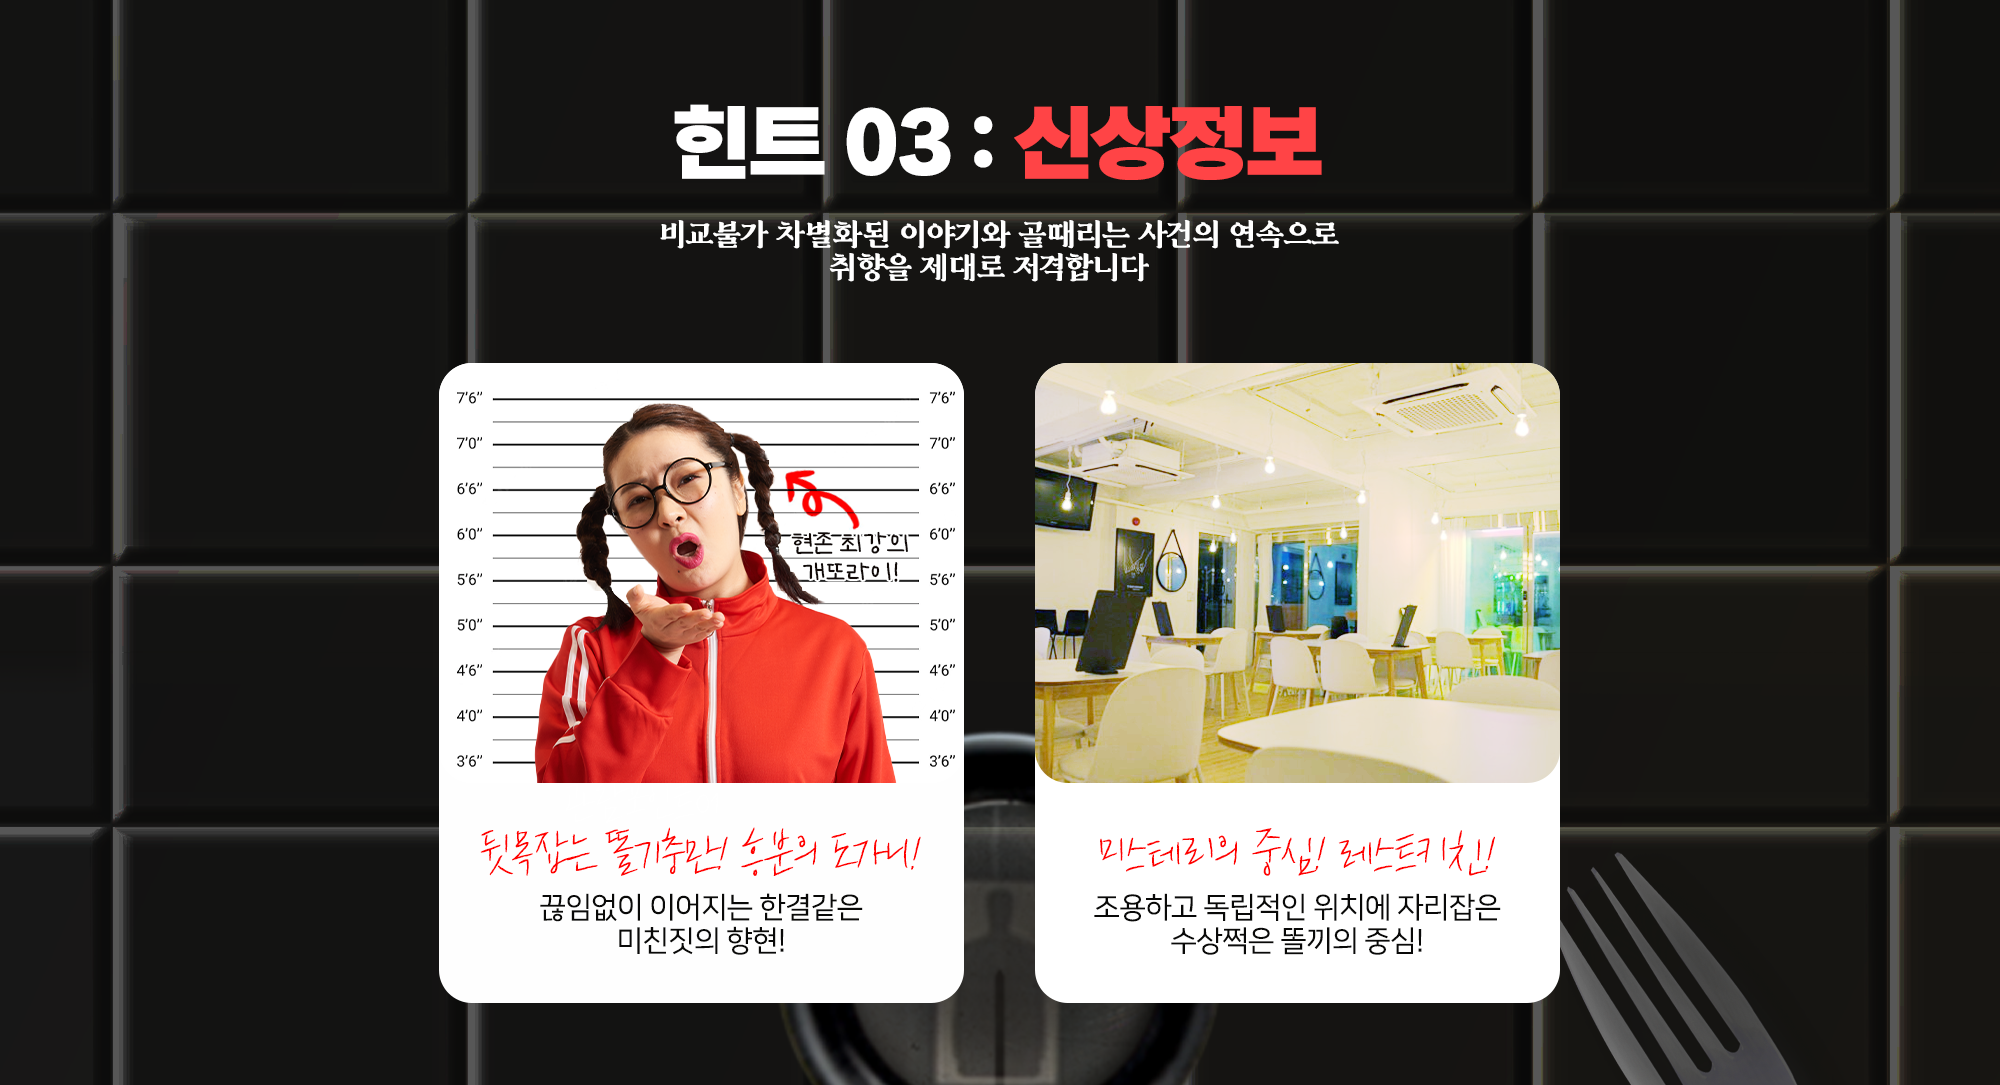 힌트 03 : 신상정보
비교불가 차별화된 이야기와 골때리는 사건의 연속으로
취향을 제대로 저격합니다
7'6” 7'6”
7'0” 7'0”
6'6” 6'6”
6'0” 6'0”
현존 최강의
개또라이!
5'6” 5'6”
5'0” 5'0”
4'6” 4'6”
4'0” 4'0”
3'6” 3'6”
뒷목잡는 똘기충만! 흥분의 도가니!
끊임없이 이어지는 한결같은
미친짓의 향현!
미스테리의 중심! 레스트키친!
조용하고 독립적인 위치에 자리잡은
수상쩍은 똘끼의 중심!